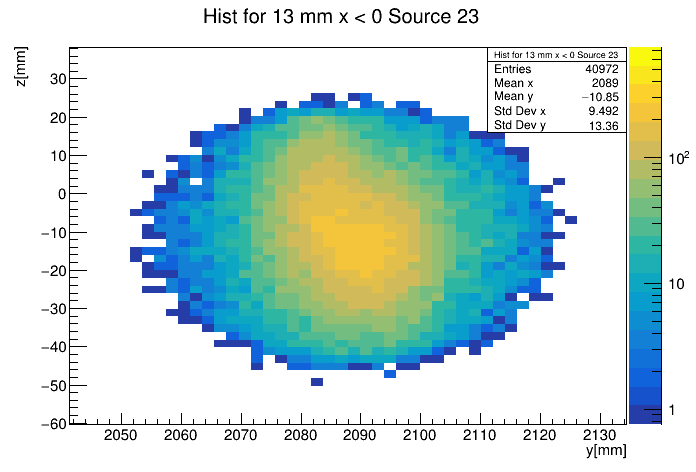 Hist for 13 mm x < 0 Source 23
z[mm]
Hist for 13 mm x < 0 Source 23
Entries 40972
Mean x 2089
Mean y −10.85
Std Dev x 9.492
Std Dev y 13.36
30
20
10
0
−10
−20
−30
−40
−50
−60
10²
10
1
2050 2060 2070 2080 2090 2100 2110 2120 2130
y[mm]